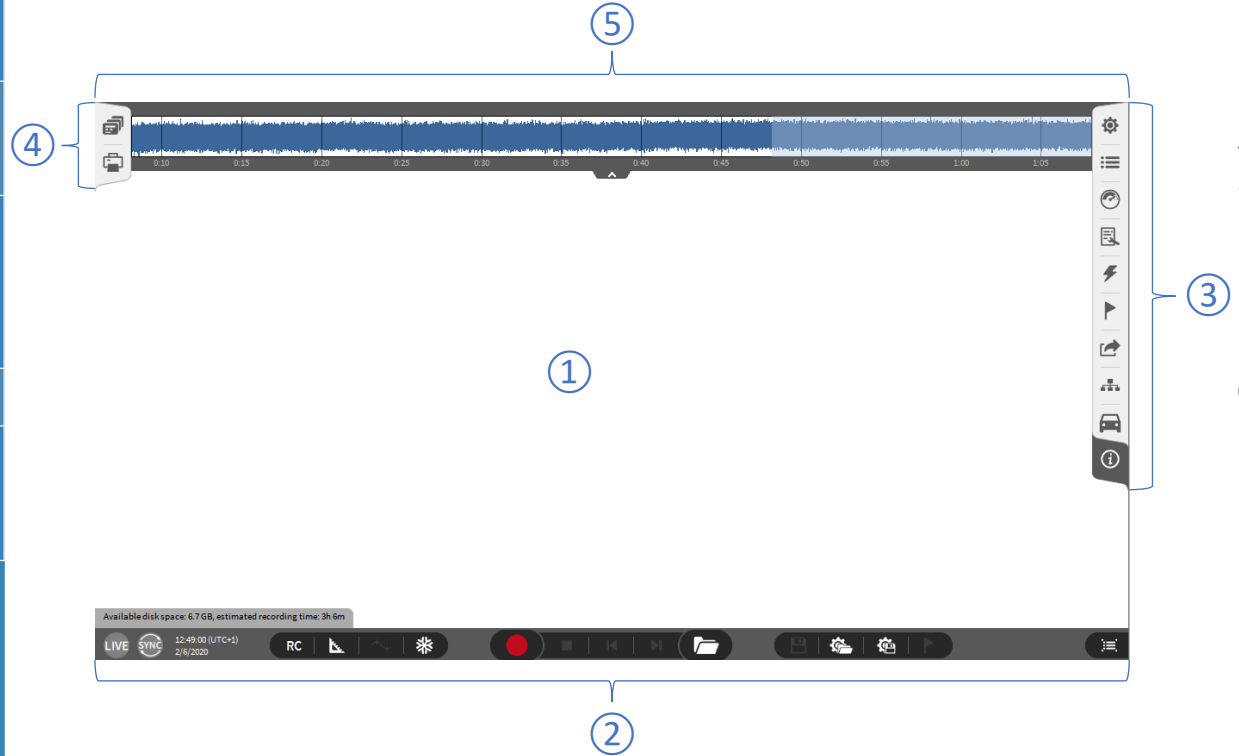 5
4
0:10 0:15 0:20 0:25 0:30 0:35 0:40 0:45 0:50 0:55 1:00 1:05
3
1
Available disk space: 6.7 GB, estimated recording time: 3h 6m
LIVE SYNC 12:49:00 (UTC+1) RC
2/6/2020
2